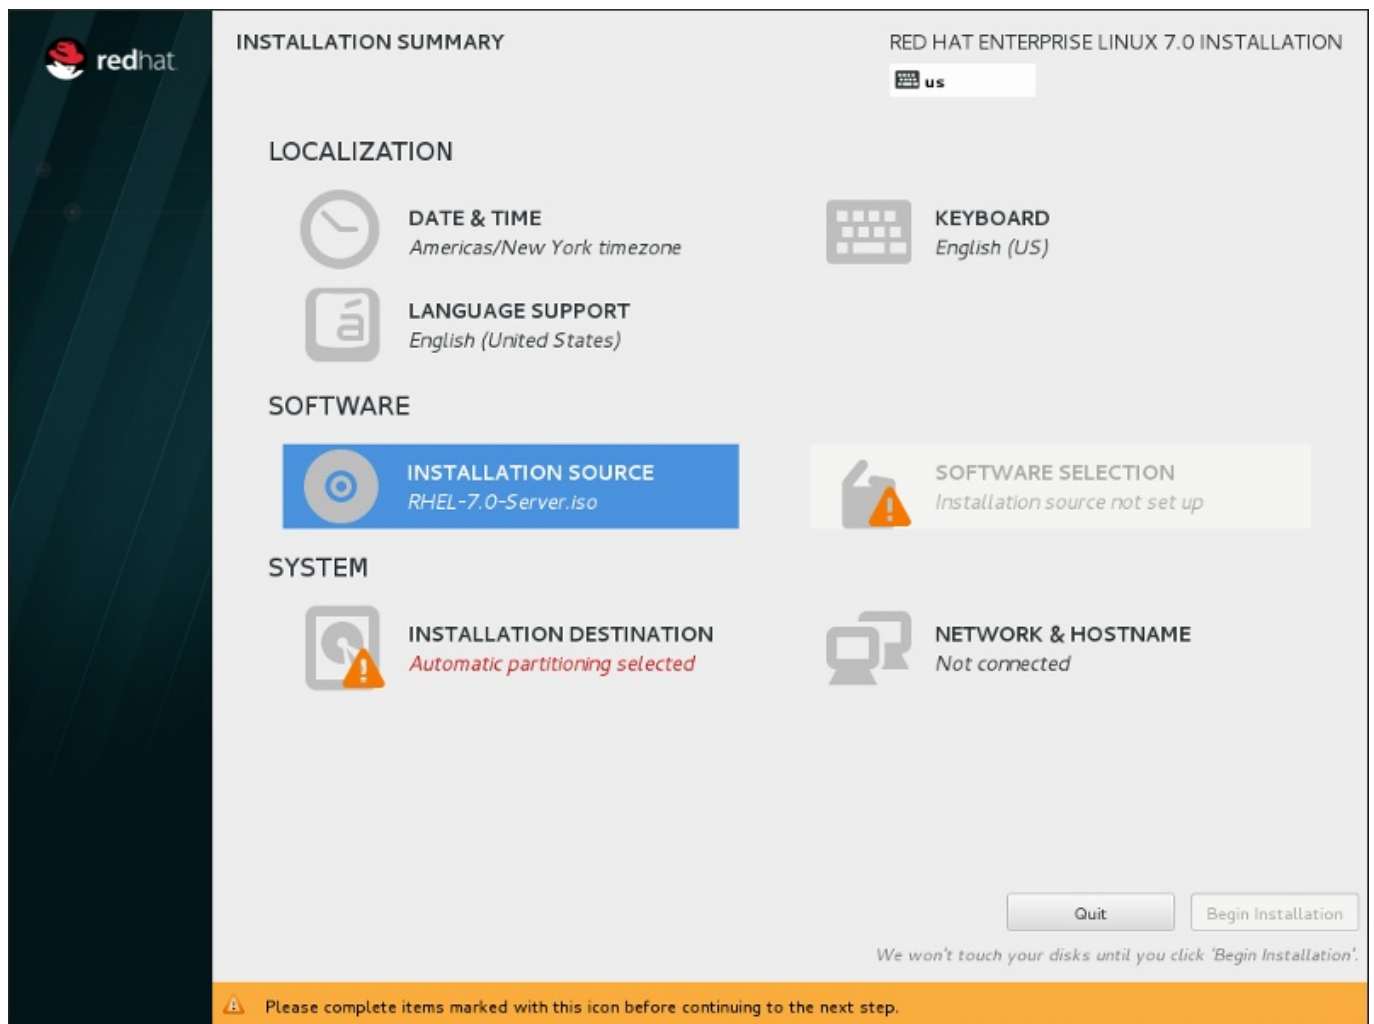 redhat
INSTALLATION SUMMARY
RED HAT ENTERPRISE LINUX 7.0 INSTALLATION
us
LOCALIZATION
DATE & TIME
Americas/New York timezone
KEYBOARD
English (US)
á
LANGUAGE SUPPORT
English (United States)
SOFTWARE
INSTALLATION SOURCE
RHEL-7.0-Server.iso
SOFTWARE SELECTION
Installation source not set up
SYSTEM
INSTALLATION DESTINATION
Automatic partitioning selected
NETWORK & HOSTNAME
Not connected
Quit
Begin Installation
We won't touch your disks until you click 'Begin Installation'.
Please complete items marked with this icon before continuing to the next step.